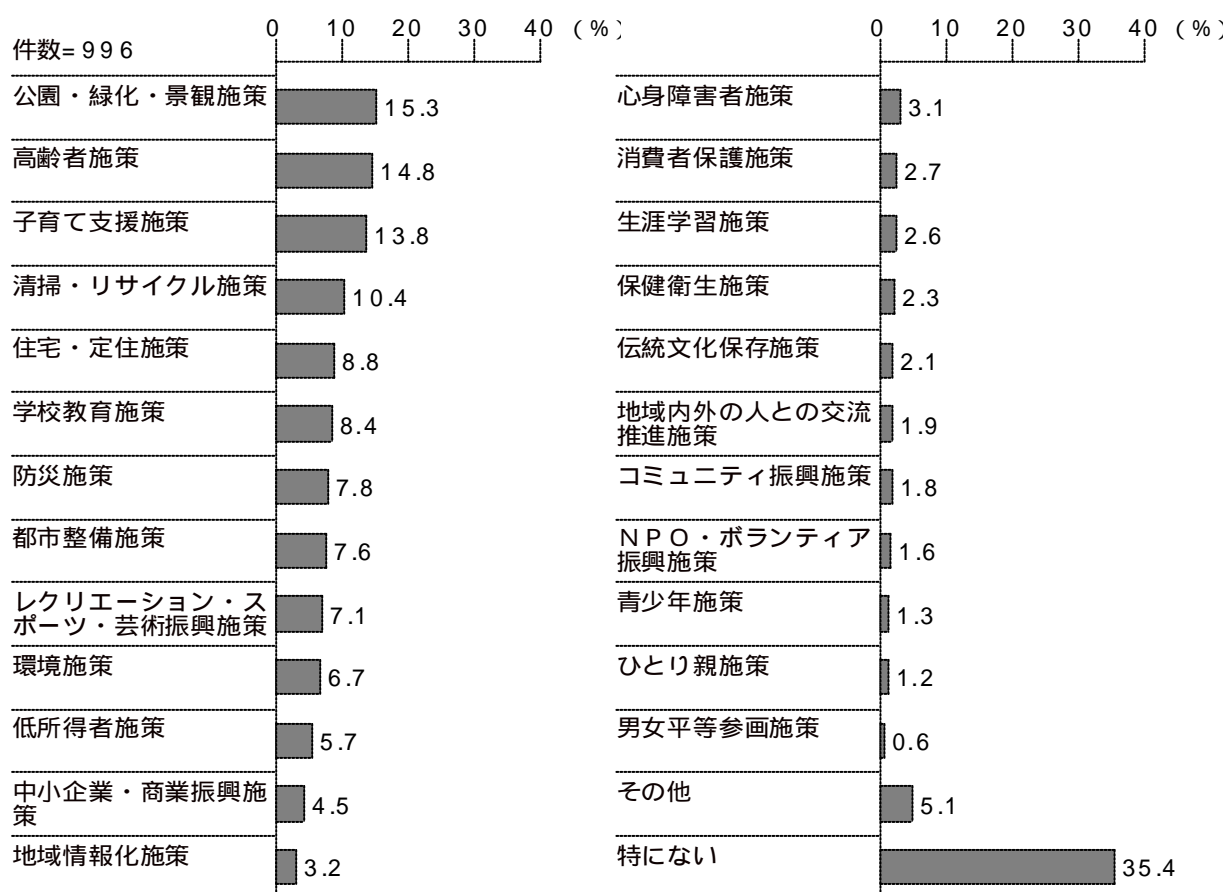 0 10 20 30 40 (%)
件数=996
公園・緑化・景観施策 15.3
高齢者施策 14.8
子育て支援施策 13.8
清掃・リサイクル施策 10.4
住宅・定住施策 8.8
学校教育施策 8.4
防災施策 7.8
都市整備施策 7.6
レクリエーション・ス
ポーツ・芸術振興施策 7.1
環境施策 6.7
低所得者施策 5.7
中小企業・商業振興施
策 4.5
地域情報化施策 3.2
0 10 20 30 40 (%)
心身障害者施策 3.1
消費者保護施策 2.7
生涯学習施策 2.6
保健衛生施策 2.3
伝統文化保存施策 2.1
地域内外の人との交流
推進施策 1.9
コミュニティ振興施策 1.8
NPO・ボランティア
振興施策 1.6
青少年施策 1.3
ひとり親施策 1.2
男女平等参画施策 0.6
その他 5.1
特にない 35.4